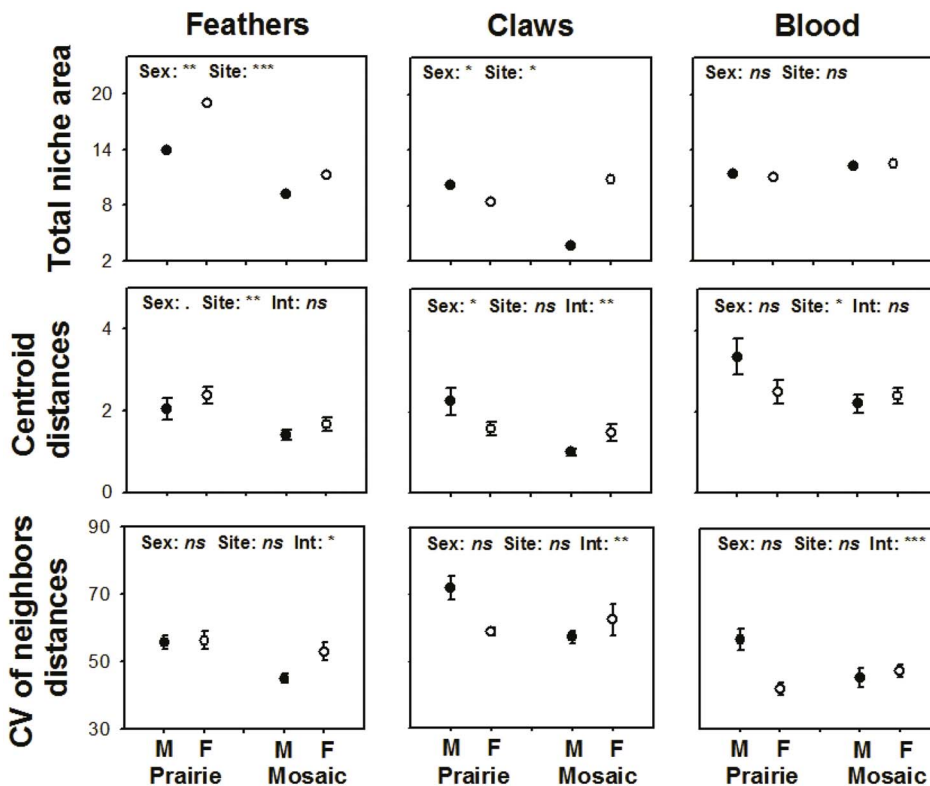 Feathers Claws Blood
Total niche area
Sex: ** Site: ***
Sex: * Site: *
Sex: ns Site: ns
20
14
8
2
Centroid
distances
Sex: . Site: ** Int: ns
Sex: * Site: ns Int: **
Sex: ns Site: * Int: ns
4
2
0
CV of neighbors
distances
Sex: ns Site: ns Int: *
Sex: ns Site: ns Int: **
Sex: ns Site: ns Int: ***
90
70
50
30
M F M F M F M F M F M F
Prairie Mosaic Prairie Mosaic Prairie Mosaic